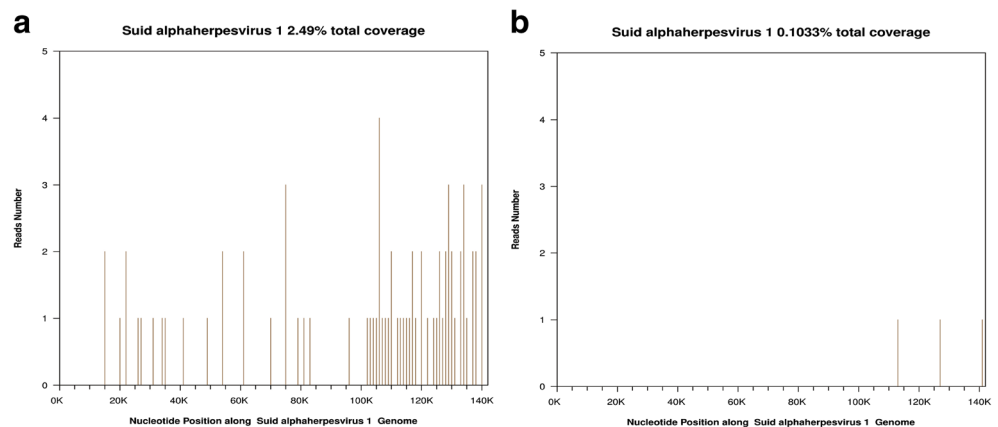 a
Suid alphaherpesvirus 1 2.49% total coverage
5
4
3
2
1
0
Reads Number
0K 20K 40K 60K 80K 100K 120K 140K
Nucleotide Position along Suid alphaherpesvirus 1 Genome
b
Suid alphaherpesvirus 1 0.1033% total coverage
5
4
3
2
1
0
Reads Number
0K 20K 40K 60K 80K 100K 120K 140K
Nucleotide Position along Suid alphaherpesvirus 1 Genome